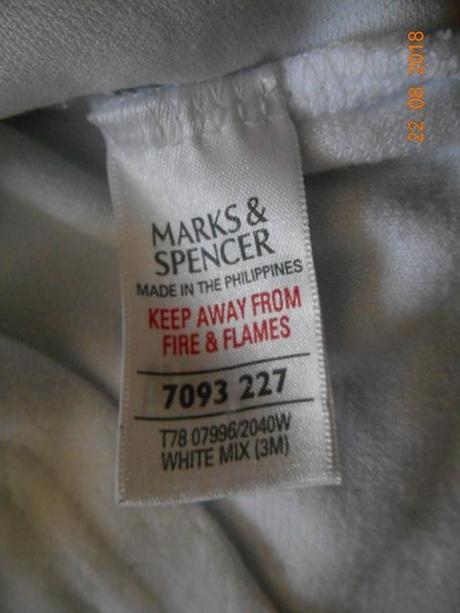 MARKS &
SPENCER
MADE IN THE PHILIPPINES
KEEP AWAY FROM
FIRE & FLAMES
7093 227
T78 07996/2040W
WHITE MIX (3M)
22 08 2018